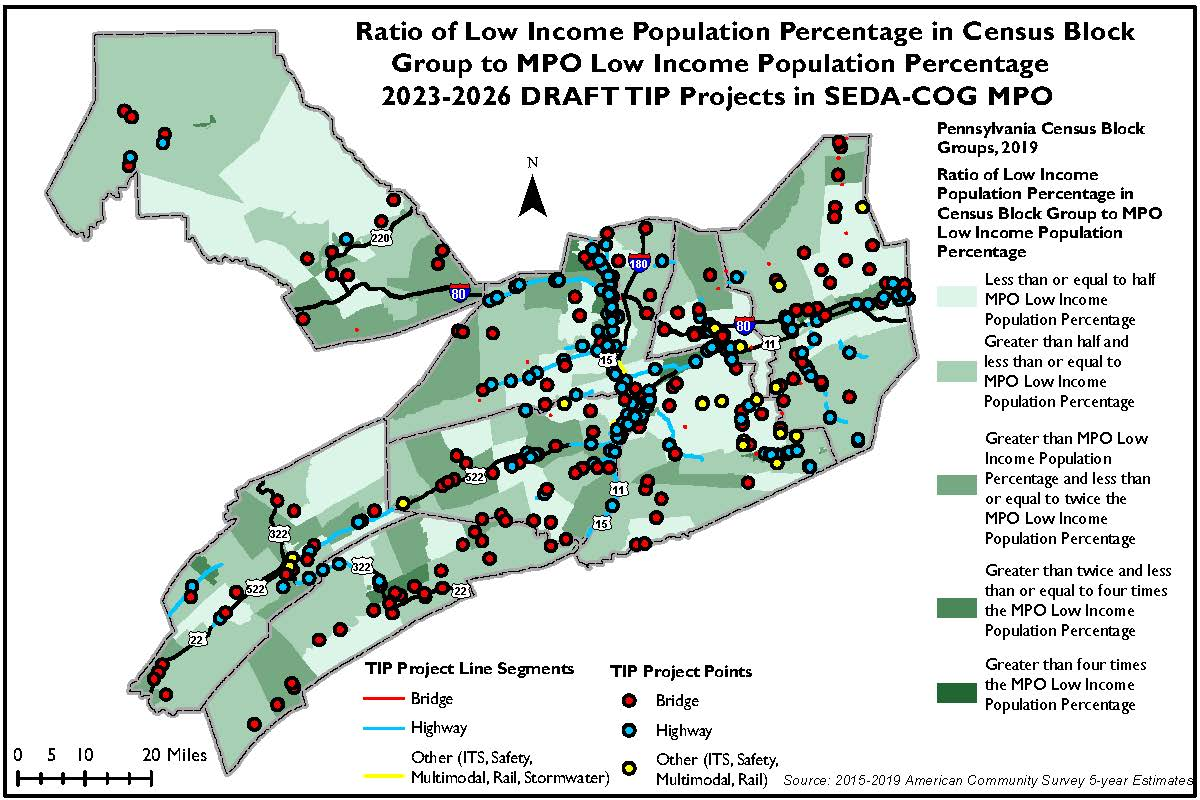 Ratio of Low Income Population Percentage in Census Block
Group to MPO Low Income Population Percentage
2023-2026 DRAFT TIP Projects in SEDA-COG MPO
Pennsylvania Census Block
Groups, 2019
Ratio of Low Income
Population Percentage in
Census Block Group to MPO
Low Income Population
Percentage
Less than or equal to half
MPO Low Income
Population Percentage
Greater than half and
less than or equal to
MPO Low Income
Population Percentage
Greater than MPO Low
Income Population
Percentage and less than
or equal to twice the
MPO Low Income
Population Percentage
Greater than twice and less
than or equal to four times
the MPO Low Income
Population Percentage
Greater than four times
the MPO Low Income
Population Percentage
N
220
80
180
80
15
11
522
11
15
322
322
522
22
22
TIP Project Line Segments
Bridge
Highway
Other (ITS, Safety,
Multimodal, Rail, Stormwater)
TIP Project Points
Bridge
Highway
Other (ITS, Safety,
Multimodal, Rail)
0 5 10 20 Miles
Source: 2015-2019 American Community Survey 5-year Estimates